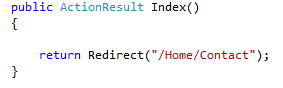 public ActionResult Index()
{
return Redirect("/Home/Contact");
}